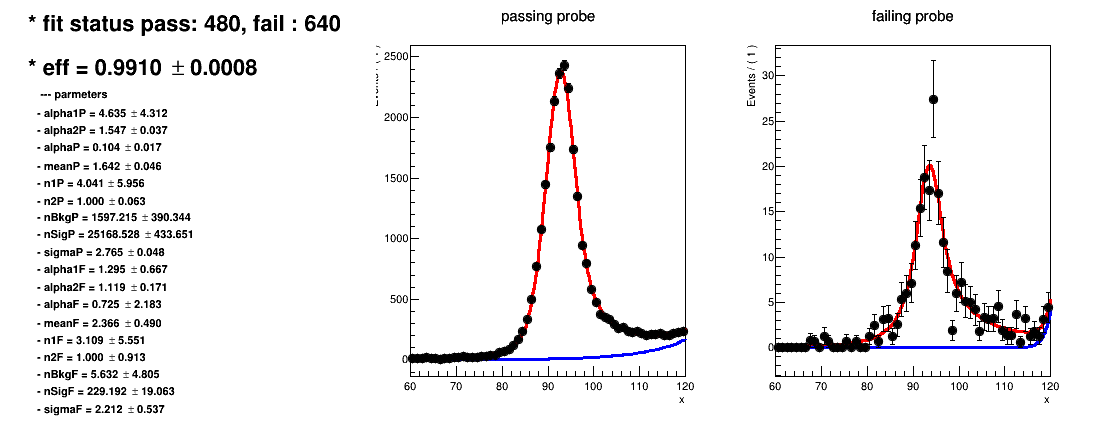 * fit status pass: 480, fail : 640
* eff = 0.9910 ± 0.0008
--- parmeters
- alpha1P = 4.635 ± 4.312
- alpha2P = 1.547 ± 0.037
- alphaP = 0.104 ± 0.017
- meanP = 1.642 ± 0.046
- n1P = 4.041 ± 5.956
- n2P = 1.000 ± 0.063
- nBkgP = 1597.215 ± 390.344
- nSigP = 25168.528 ± 433.651
- sigmaP = 2.765 ± 0.048
- alpha1F = 1.295 ± 0.667
- alpha2F = 1.119 ± 0.171
- alphaF = 0.725 ± 2.183
- meanF = 2.366 ± 0.490
- n1F = 3.109 ± 5.551
- n2F = 1.000 ± 0.913
- nBkgF = 5.632 ± 4.805
- nSigF = 229.192 ± 19.063
- sigmaF = 2.212 ± 0.537
passing probe
2500
2000
1500
1000
500
0
60 70 80 90 100 110 120
x
failing probe
Events / ( 1 )
30
25
20
15
10
5
0
60 70 80 90 100 110 120
x